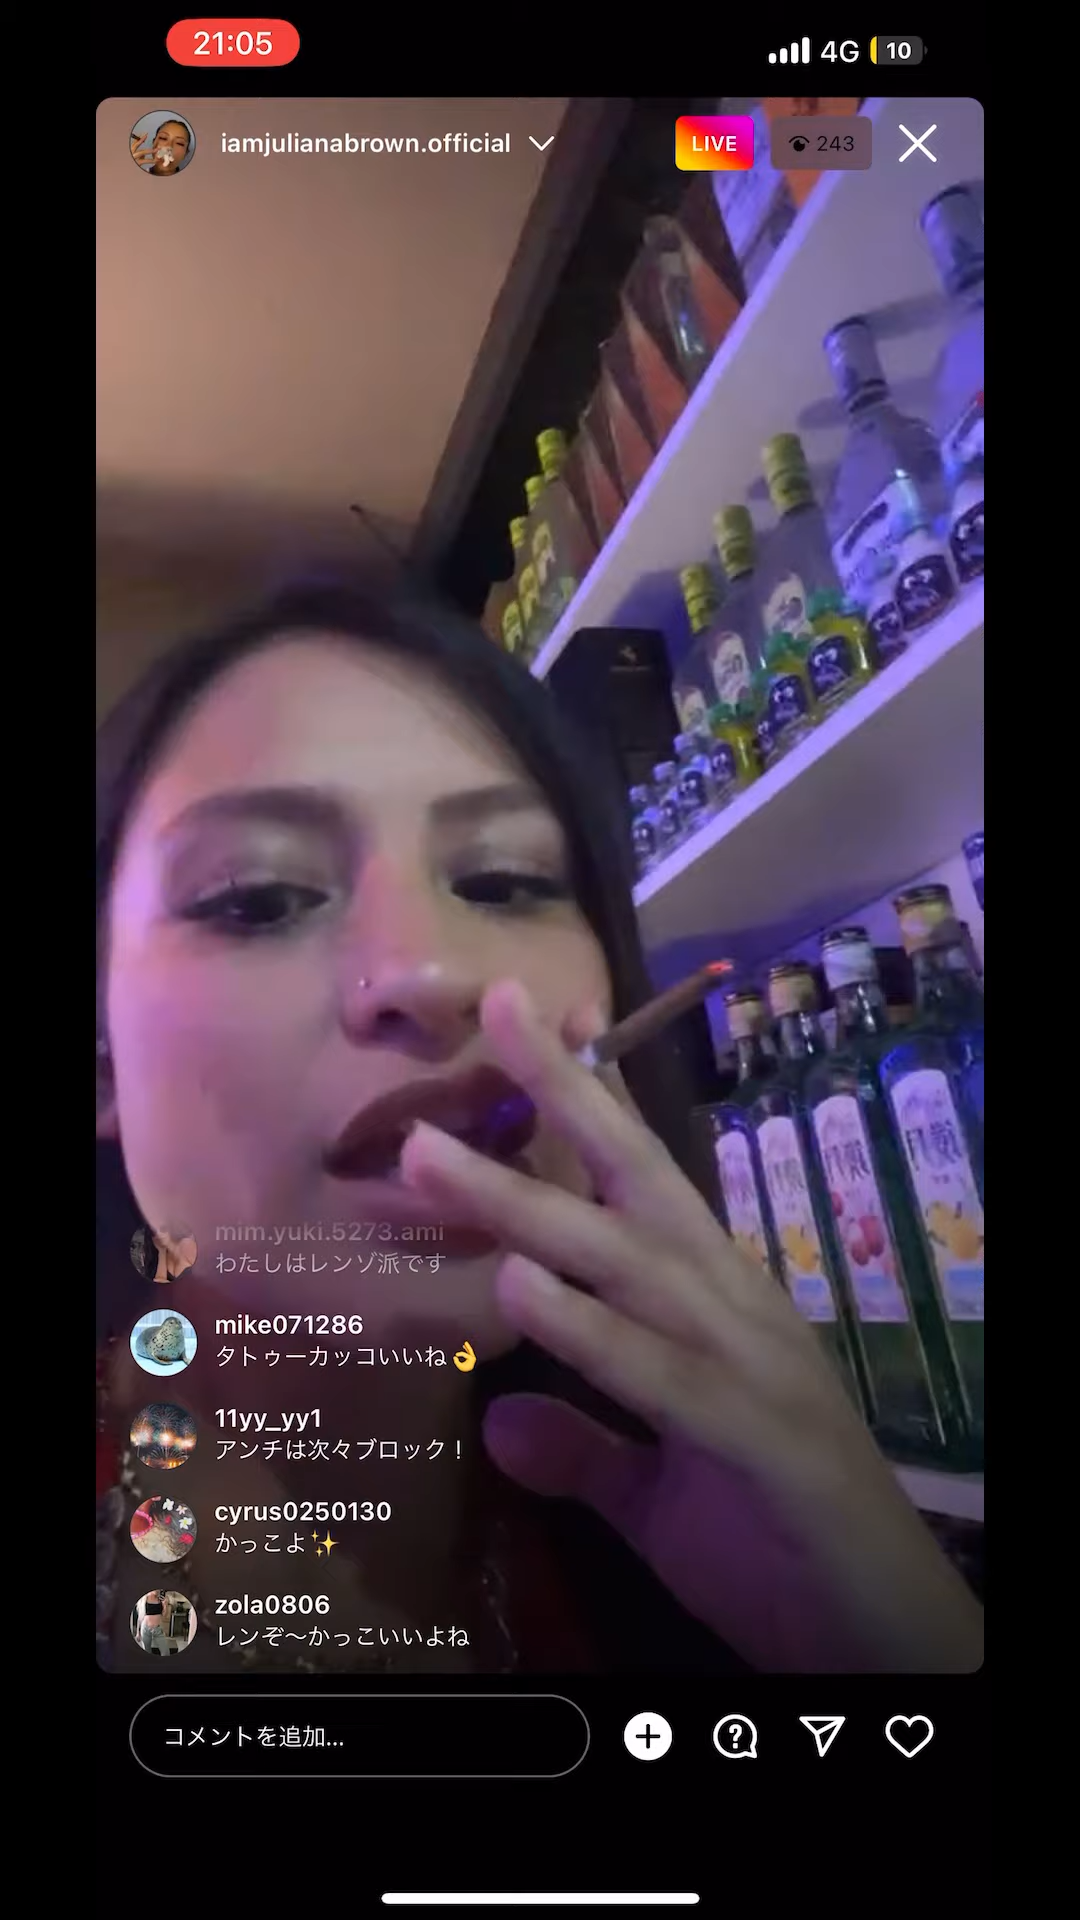 21:05
4G
10
iamjulianabrown.official
LIVE
243
mim.yuki.5273.ami
わたしはレンゾ派です
mike071286
タトゥーカッコいいね👌
11yy_yy1
アンチは次々ブロック！
cyrus0250130
かっこよ✨
zola0806
レンぞ〜かっこいいよね
コメントを追加...